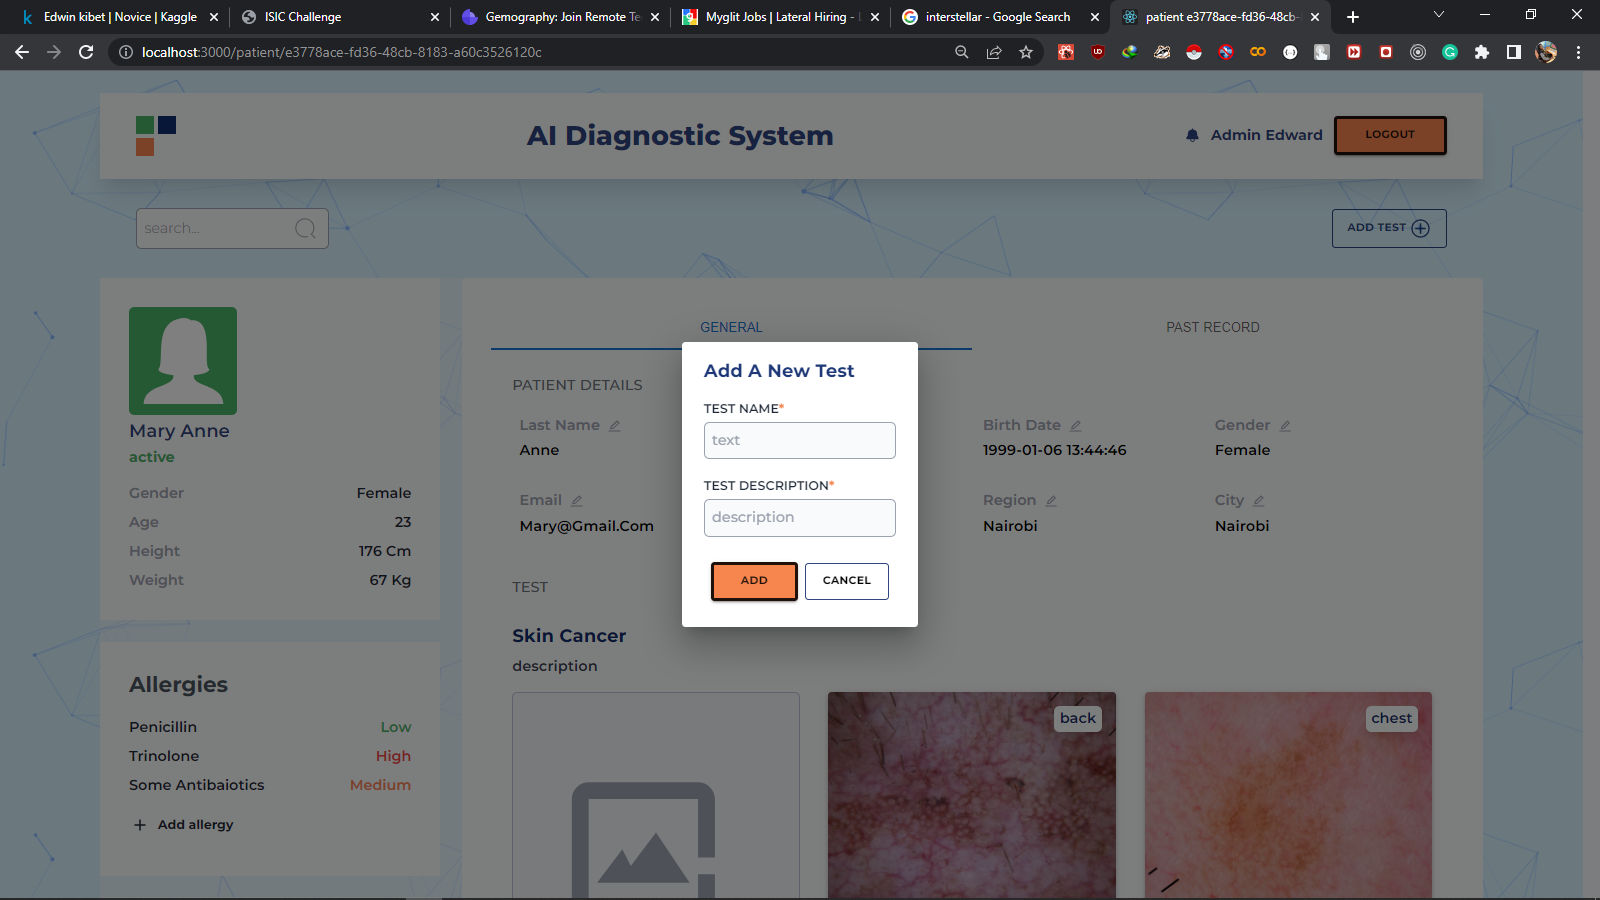 Edwin kibet | Novice | Kaggle
ISIC Challenge
Gemography: Join Remote Te
Myglit Jobs | Lateral Hiring -
interstellar - Google Search
patient e3778ace-fd36-48cb-
localhost:3000/patient/e3778ace-fd36-48cb-8183-a60c3526120c
AI Diagnostic System
Admin Edward
LOGOUT
search...
ADD TEST
Mary Anne
active
Gender Female
Age 23
Height 176 Cm
Weight 67 Kg
Allergies
Penicillin Low
Trinolone High
Some Antibaiotics Medium
Add allergy
GENERAL
PAST RECORD
PATIENT DETAILS
Last Name
Anne
Birth Date
1999-01-06 13:44:46
Gender
Female
Email
Mary@Gmail.Com
Region
Nairobi
City
Nairobi
TEST
Skin Cancer
description
back
chest
Add A New Test
TEST NAME*
text
TEST DESCRIPTION*
description
ADD
CANCEL